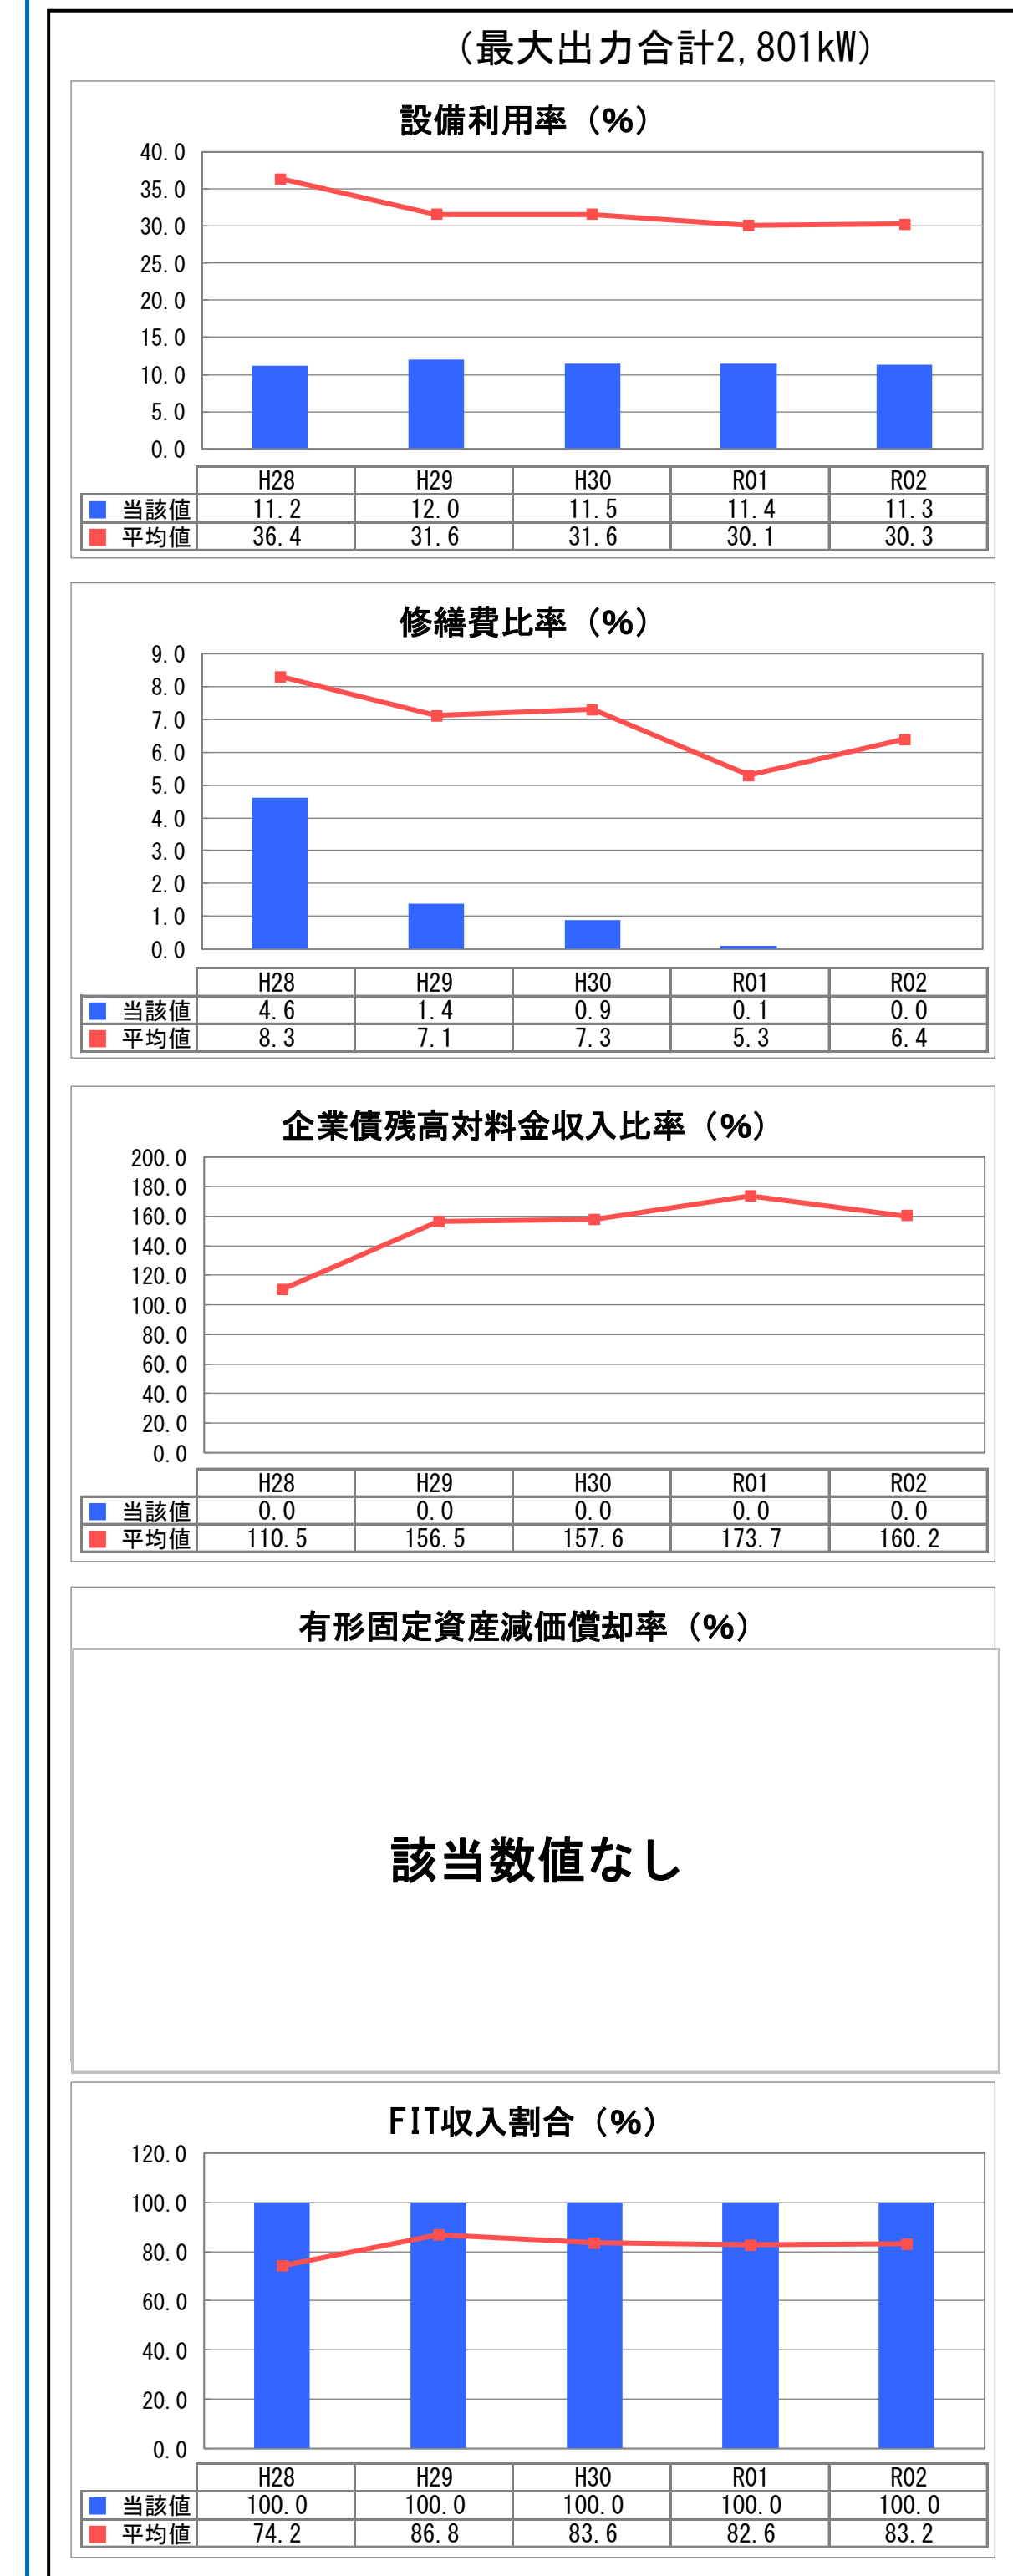 （最大出力合計2,801kW）
設備利用率（%）
40.0
35.0
30.0
25.0
20.0
15.0
10.0
5.0
0.0
H28 H29 H30 R01 R02
当該値 11.2 12.0 11.5 11.4 11.3
平均値 36.4 31.6 31.6 30.1 30.3
修繕費比率（%）
9.0
8.0
7.0
6.0
5.0
4.0
3.0
2.0
1.0
0.0
H28 H29 H30 R01 R02
当該値 4.6 1.4 0.9 0.1 0.0
平均値 8.3 7.1 7.3 5.3 6.4
企業債残高対料金収入比率（%）
200.0
180.0
160.0
140.0
120.0
100.0
80.0
60.0
40.0
20.0
0.0
H28 H29 H30 R01 R02
当該値 0.0 0.0 0.0 0.0 0.0
平均値 110.5 156.5 157.6 173.7 160.2
有形固定資産減価償却率（%）
該当数値なし
FIT収入割合（%）
120.0
100.0
80.0
60.0
40.0
20.0
0.0
H28 H29 H30 R01 R02
当該値 100.0 100.0 100.0 100.0 100.0
平均値 74.2 86.8 83.6 82.6 83.2